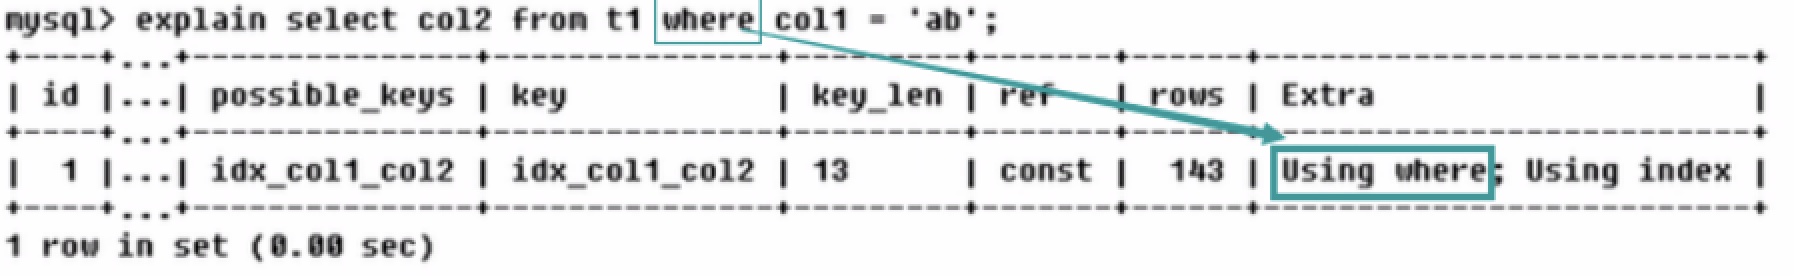 mysql> explain select col2 from t1 where col1 = 'ab';
+----+...+---------------+---------------+---------+-------+------+--------------------------+
| id |...| possible_keys | key | key_len | ref | rows | Extra |
+----+...+---------------+---------------+---------+-------+------+--------------------------+
| 1 |...| idx_col1_col2 | idx_col1_col2 | 13 | const | 143 | Using where; Using index |
+----+...+---------------+---------------+---------+-------+------+--------------------------+
1 row in set (0.00 sec)